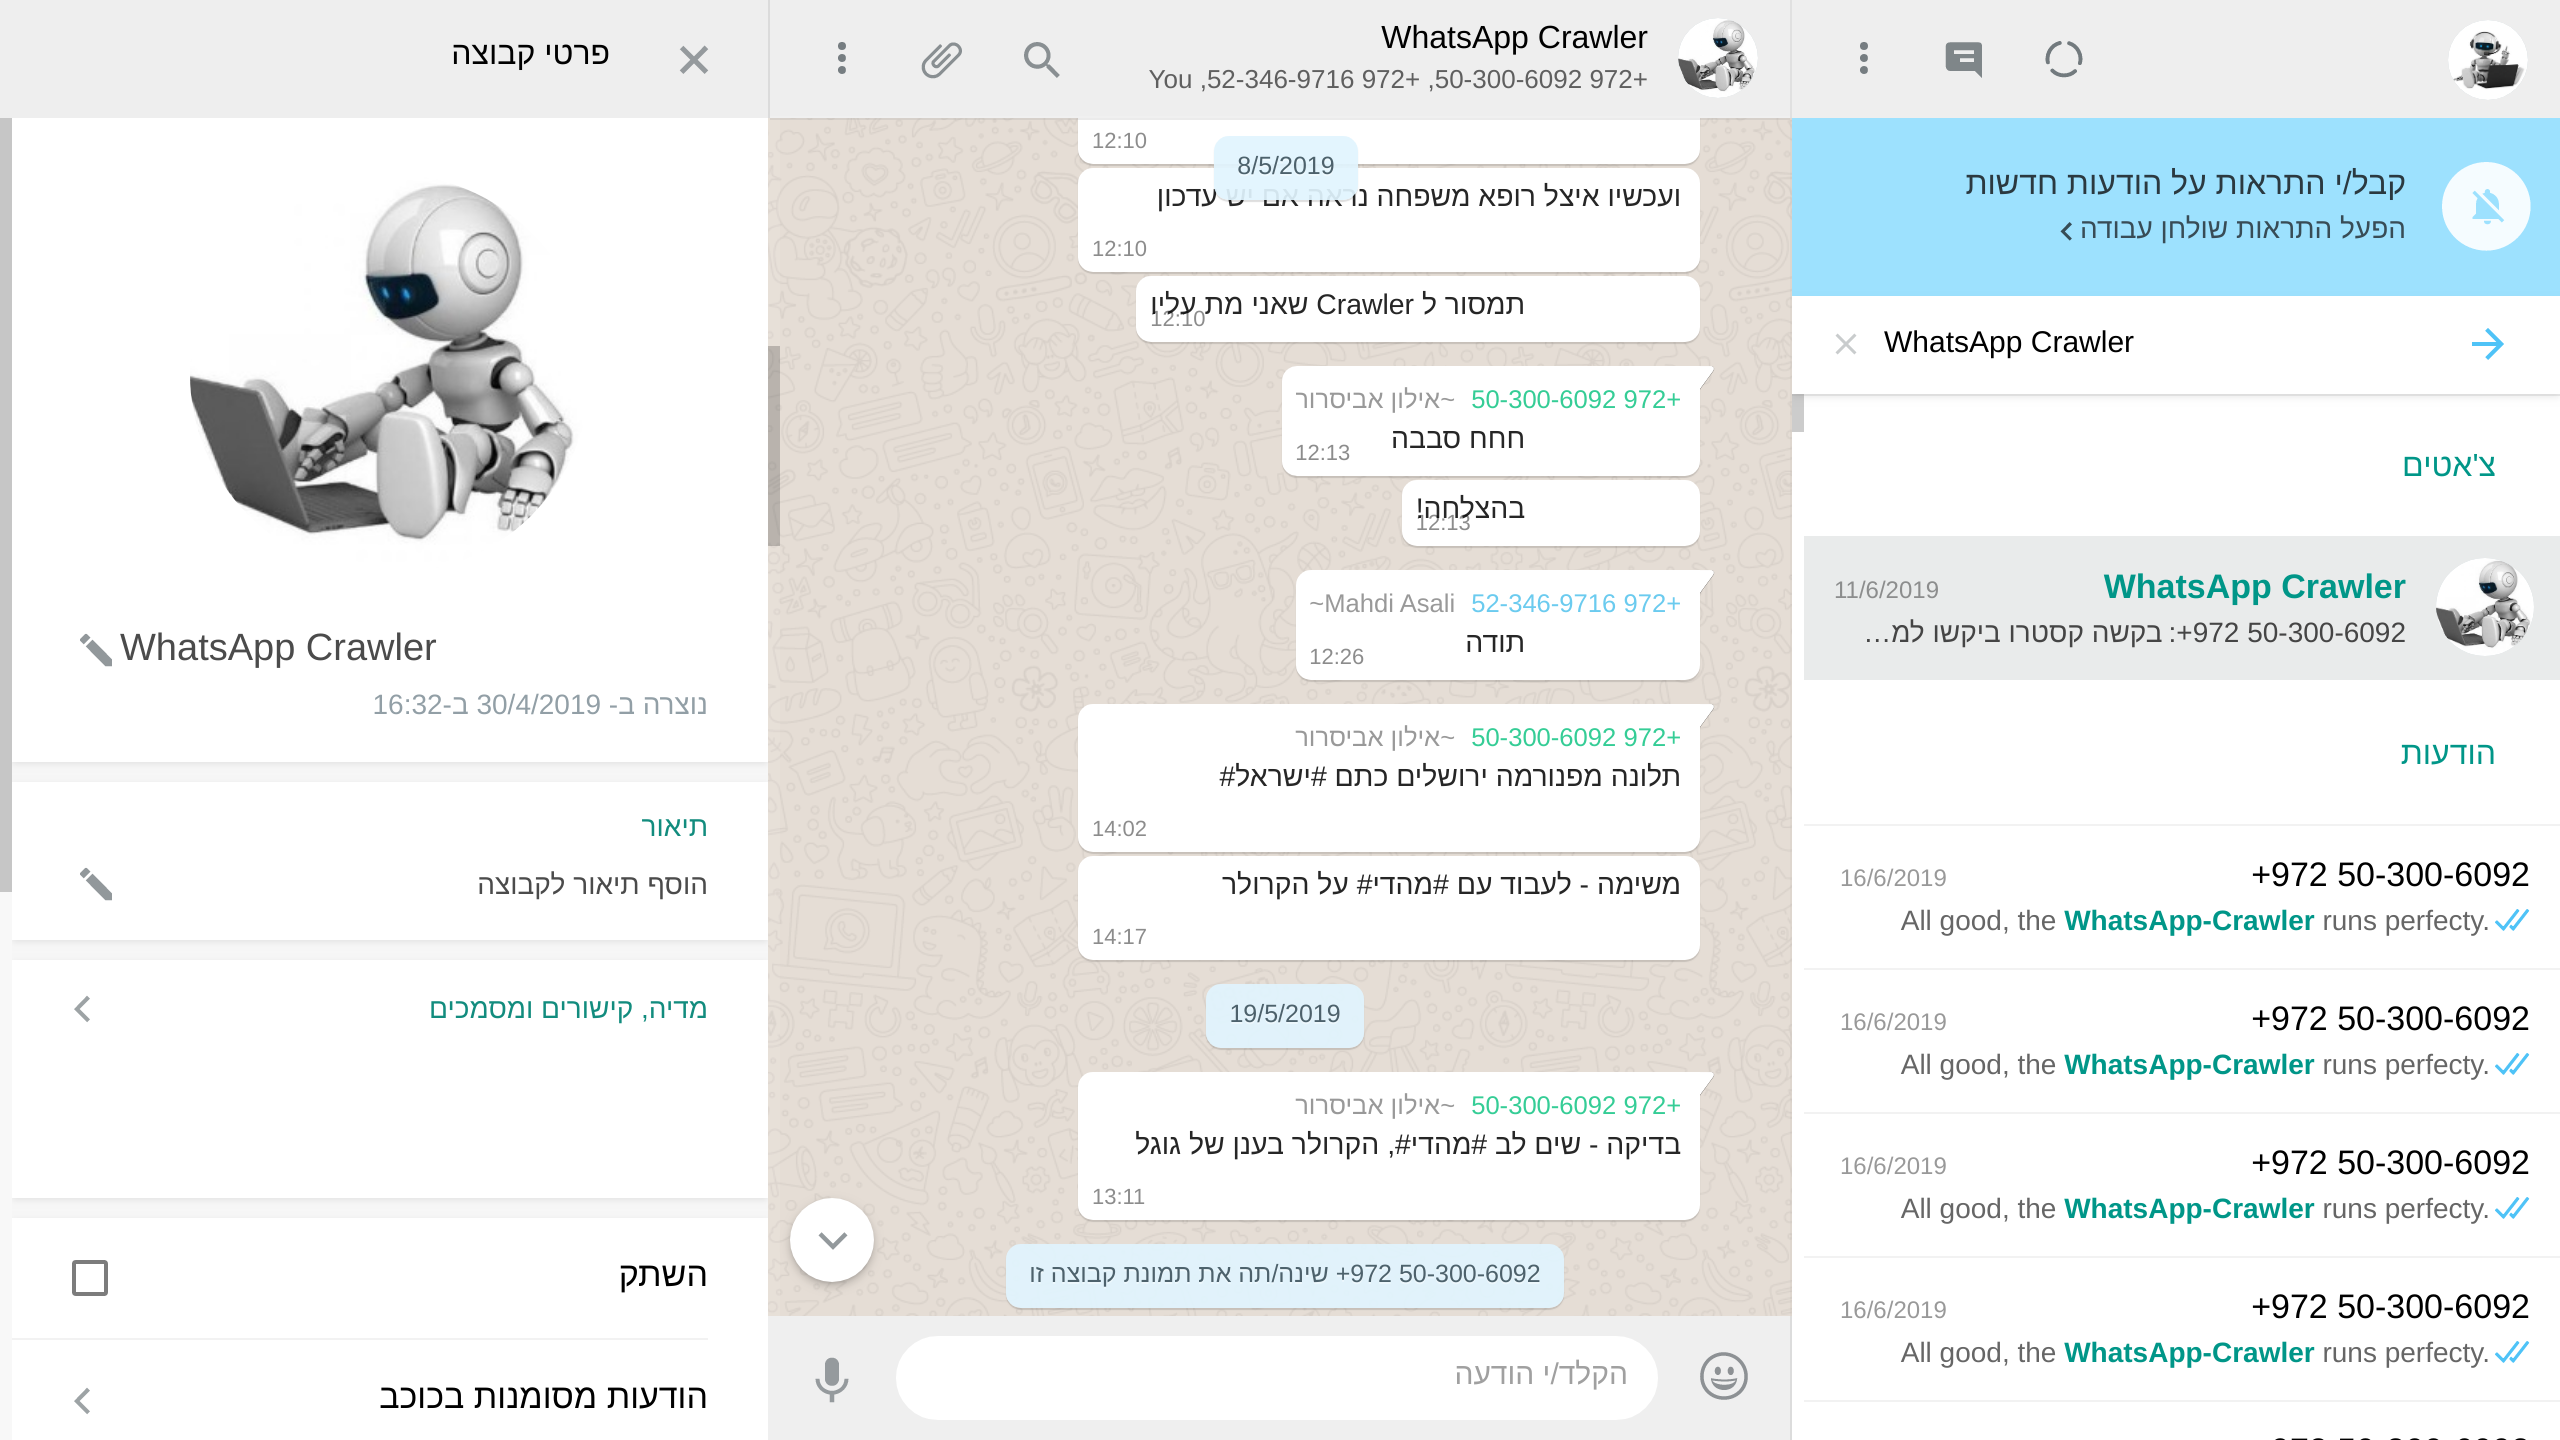 WhatsApp Crawler
קבל/י התראות על הודעות חדשות
הפעל התראות שולחן עבודה
WhatsApp Crawler
צ'אטים
WhatsApp Crawler
11/6/2019
+972 50-300-6092: בקשה קסטרו ביקשו למ...
הודעות
+972 50-300-6092
16/6/2019
All good, the WhatsApp-Crawler runs perfecty.
+972 50-300-6092
16/6/2019
All good, the WhatsApp-Crawler runs perfecty.
+972 50-300-6092
16/6/2019
All good, the WhatsApp-Crawler runs perfecty.
+972 50-300-6092
16/6/2019
All good, the WhatsApp-Crawler runs perfecty.
+972 50-300-6092, +972 52-346-9716, You
12:10
8/5/2019
ועכשיו איצל רופא משפחה נראה אם יש עדכון
12:10
תמסור ל Crawler שאני מת עליו
12:10
+972 50-300-6092 ~אילון אביסרור
חחח סבבה
12:13
בהצלחה!
12:13
+972 52-346-9716 ~Mahdi Asali
תודה
12:26
+972 50-300-6092 ~אילון אביסרור
תלונה מפנורמה ירושלים כתם #ישראל#
14:02
משימה - לעבוד עם #מהדי# על הקרולר
14:17
19/5/2019
+972 50-300-6092 ~אילון אביסרור
בדיקה - שים לב #מהדי#, הקרולר בענן של גוגל
13:11
+972 50-300-6092 שינה/תה את תמונת קבוצה זו
הקלד/י הודעה
פרטי קבוצה
WhatsApp Crawler
נוצרה ב- 30/4/2019 ב-16:32
תיאור
הוסף תיאור לקבוצה
מדיה, קישורים ומסמכים
השתק
הודעות מסומנות בכוכב